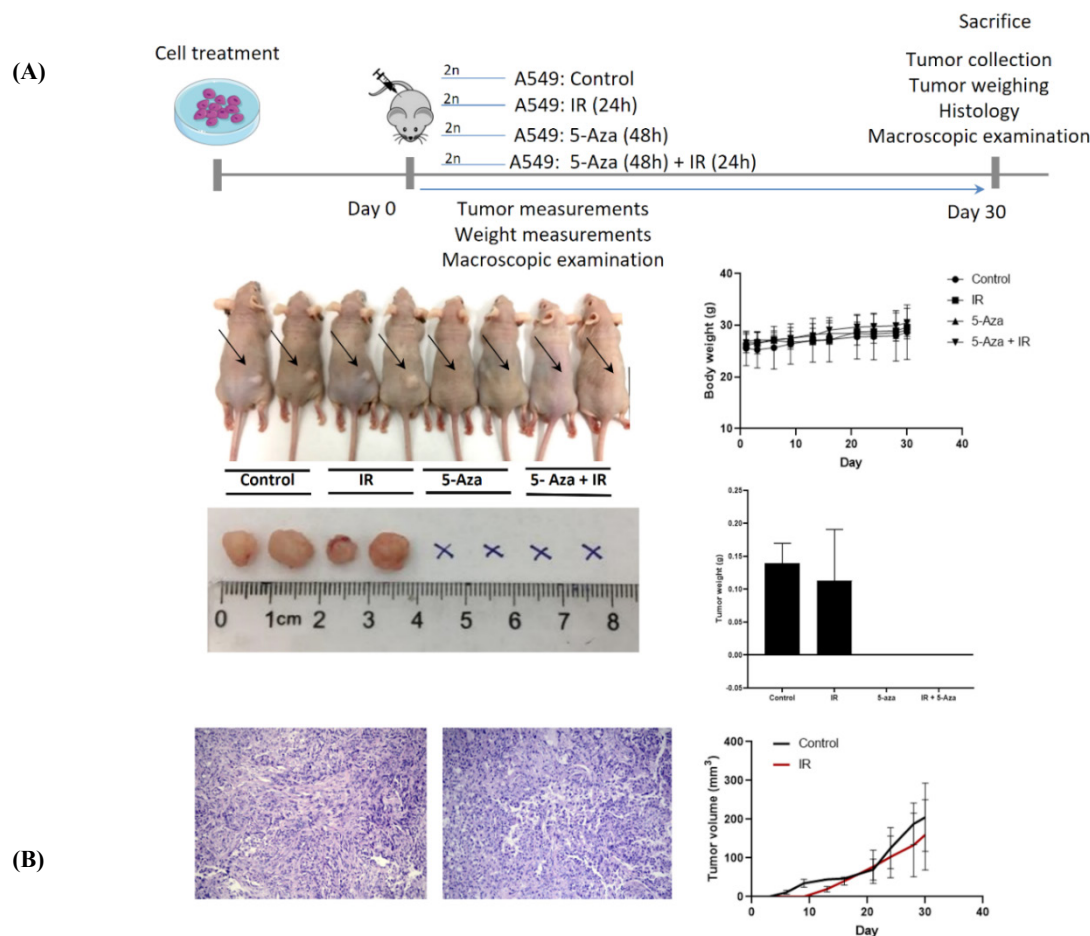 (A)
Cell treatment
2n A549: Control
2n A549: IR (24h)
2n A549: 5-Aza (48h)
2n A549: 5-Aza (48h) + IR (24h)
Sacrifice
Tumor collection
Tumor weighing
Histology
Macroscopic examination
Day 0
Tumor measurements
Weight measurements
Macroscopic examination
Day 30
Control IR 5-Aza 5- Aza + IR
0 1cm 2 3 4 5 6 7 8
Body weight (g)
40
30
20
10
0 10 20 30 40
Day
Control
IR
5-Aza
5-Aza + IR
Tumor weight (g)
0.25
0.20
0.15
0.10
0.05
0.00
-0.05
Control IR 5-aza IR + 5-Aza
(B)
Tumor volume (mm3)
400
300
200
100
0
0 10 20 30 40
Day
Control
IR